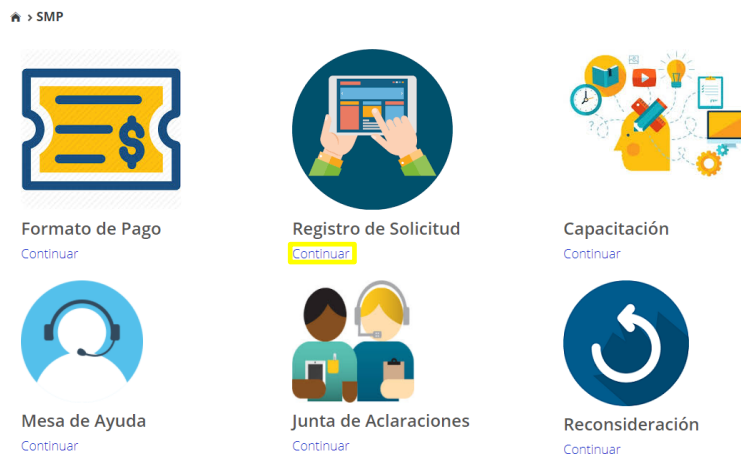 > SMP
Formato de Pago
Continuar
Registro de Solicitud
Continuar
Capacitación
Continuar
Mesa de Ayuda
Continuar
Junta de Aclaraciones
Continuar
Reconsideración
Continuar